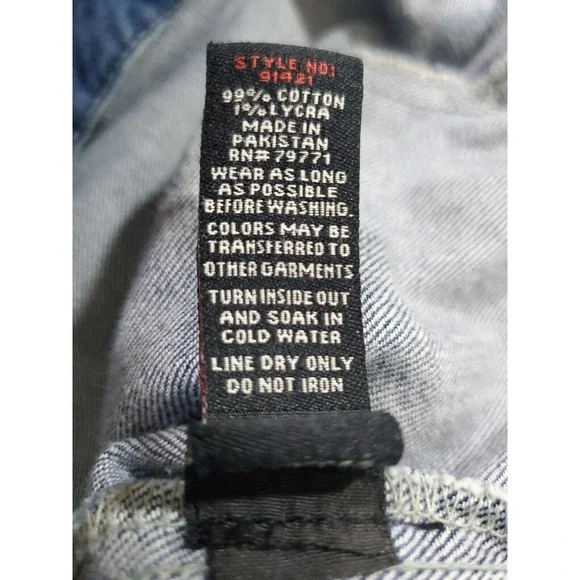 STYLE NO:
91421
99% COTTON
1% LYCRA
MADE IN
PAKISTAN
RN# 79771
WEAR AS LONG
AS POSSIBLE
BEFORE WASHING.
COLORS MAY BE
TRANSFERRED TO
OTHER GARMENTS
TURN INSIDE OUT
AND SOAK IN
COLD WATER
LINE DRY ONLY
DO NOT IRON